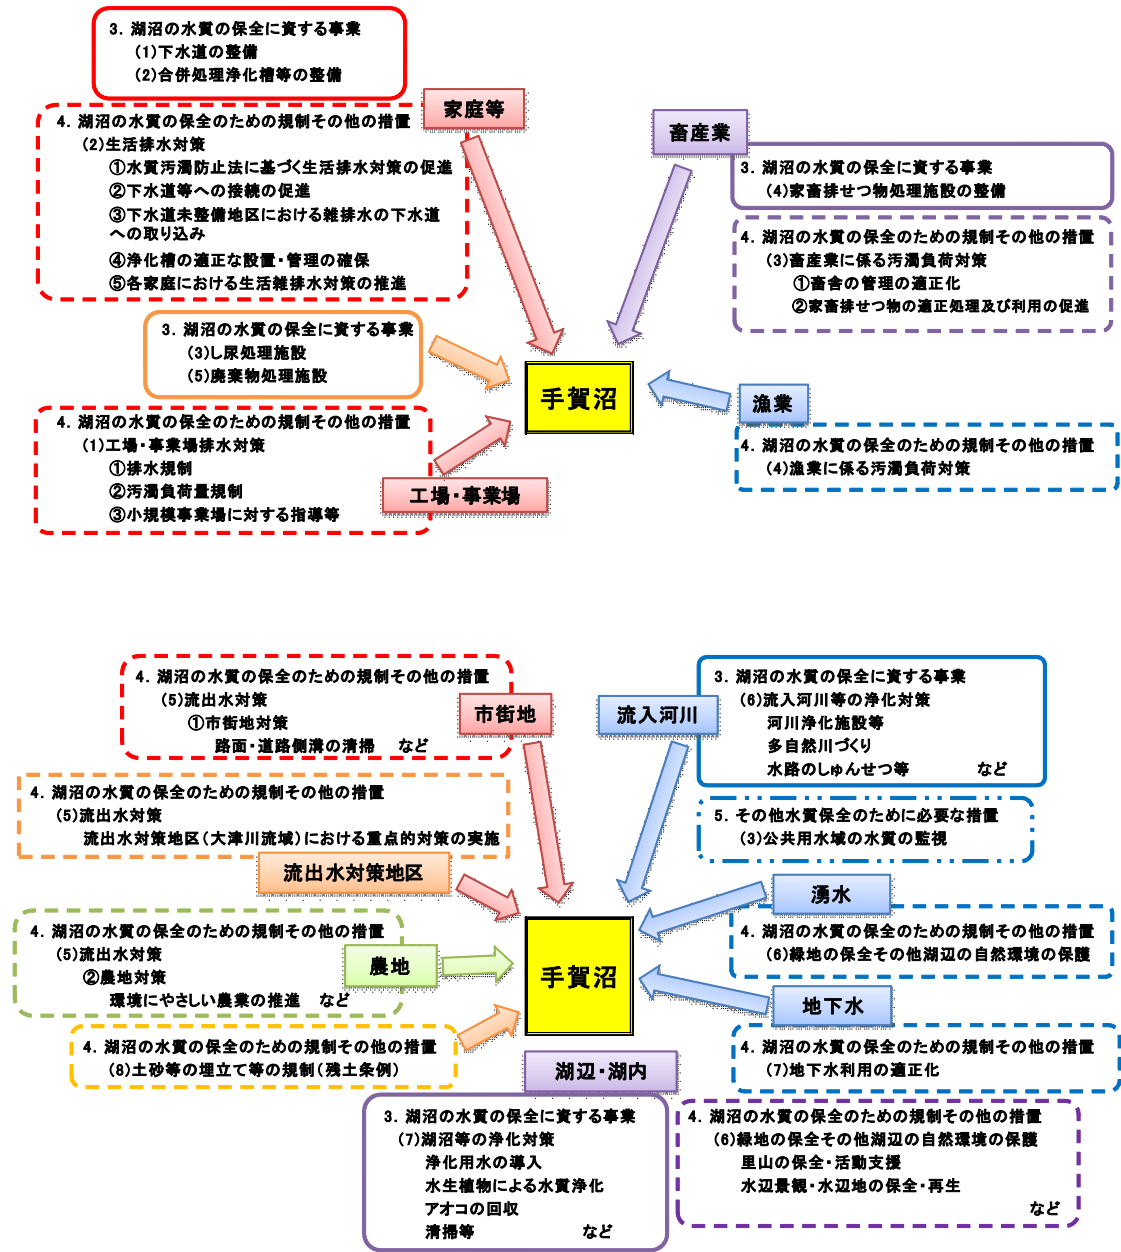 3. 湖沼の水質の保全に資する事業
(1)下水道の整備
(2)合併処理浄化槽等の整備
家庭等
4. 湖沼の水質の保全のための規制その他の措置
(2)生活排水対策
①水質汚濁防止法に基づく生活排水対策の促進
②下水道等への接続の促進
③下水道未整備地区における雑排水の下水道
への取り込み
④浄化槽の適正な設置・管理の確保
⑤各家庭における生活雑排水対策の推進
畜産業
3. 湖沼の水質の保全に資する事業
(4)家畜排せつ物処理施設の整備
4. 湖沼の水質の保全のための規制その他の措置
(3)畜産業に係る汚濁負荷対策
①畜舎の管理の適正化
②家畜排せつ物の適正処理及び利用の促進
3. 湖沼の水質の保全に資する事業
(3)し尿処理施設
(5)廃棄物処理施設
手賀沼
漁業
4. 湖沼の水質の保全のための規制その他の措置
(4)漁業に係る汚濁負荷対策
4. 湖沼の水質の保全のための規制その他の措置
(1)工場・事業場排水対策
①排水規制
②汚濁負荷量規制
③小規模事業場に対する指導等
工場・事業場
4. 湖沼の水質の保全のための規制その他の措置
(5)流出水対策
①市街地対策
路面・道路側溝の清掃 など
市街地
流入河川
3. 湖沼の水質の保全に資する事業
(6)流入河川等の浄化対策
河川浄化施設等
多自然川づくり
水路のしゅんせつ等 など
4. 湖沼の水質の保全のための規制その他の措置
(5)流出水対策
流出水対策地区(大津川流域)における重点的対策の実施
流出水対策地区
5. その他水質保全のために必要な措置
(3)公共用水域の水質の監視
湧水
4. 湖沼の水質の保全のための規制その他の措置
(6)緑地の保全その他湖辺の自然環境の保護
4. 湖沼の水質の保全のための規制その他の措置
(5)流出水対策
②農地対策
環境にやさしい農業の推進 など
農地
手賀沼
地下水
4. 湖沼の水質の保全のための規制その他の措置
(7)地下水利用の適正化
4. 湖沼の水質の保全のための規制その他の措置
(8)土砂等の埋立て等の規制(残土条例)
湖辺・湖内
3. 湖沼の水質の保全に資する事業
(7)湖沼等の浄化対策
浄化用水の導入
水生植物による水質浄化
アオコの回収
清掃等 など
4. 湖沼の水質の保全のための規制その他の措置
(6)緑地の保全その他湖辺の自然環境の保護
里山の保全・活動支援
水辺景観・水辺地の保全・再生
など